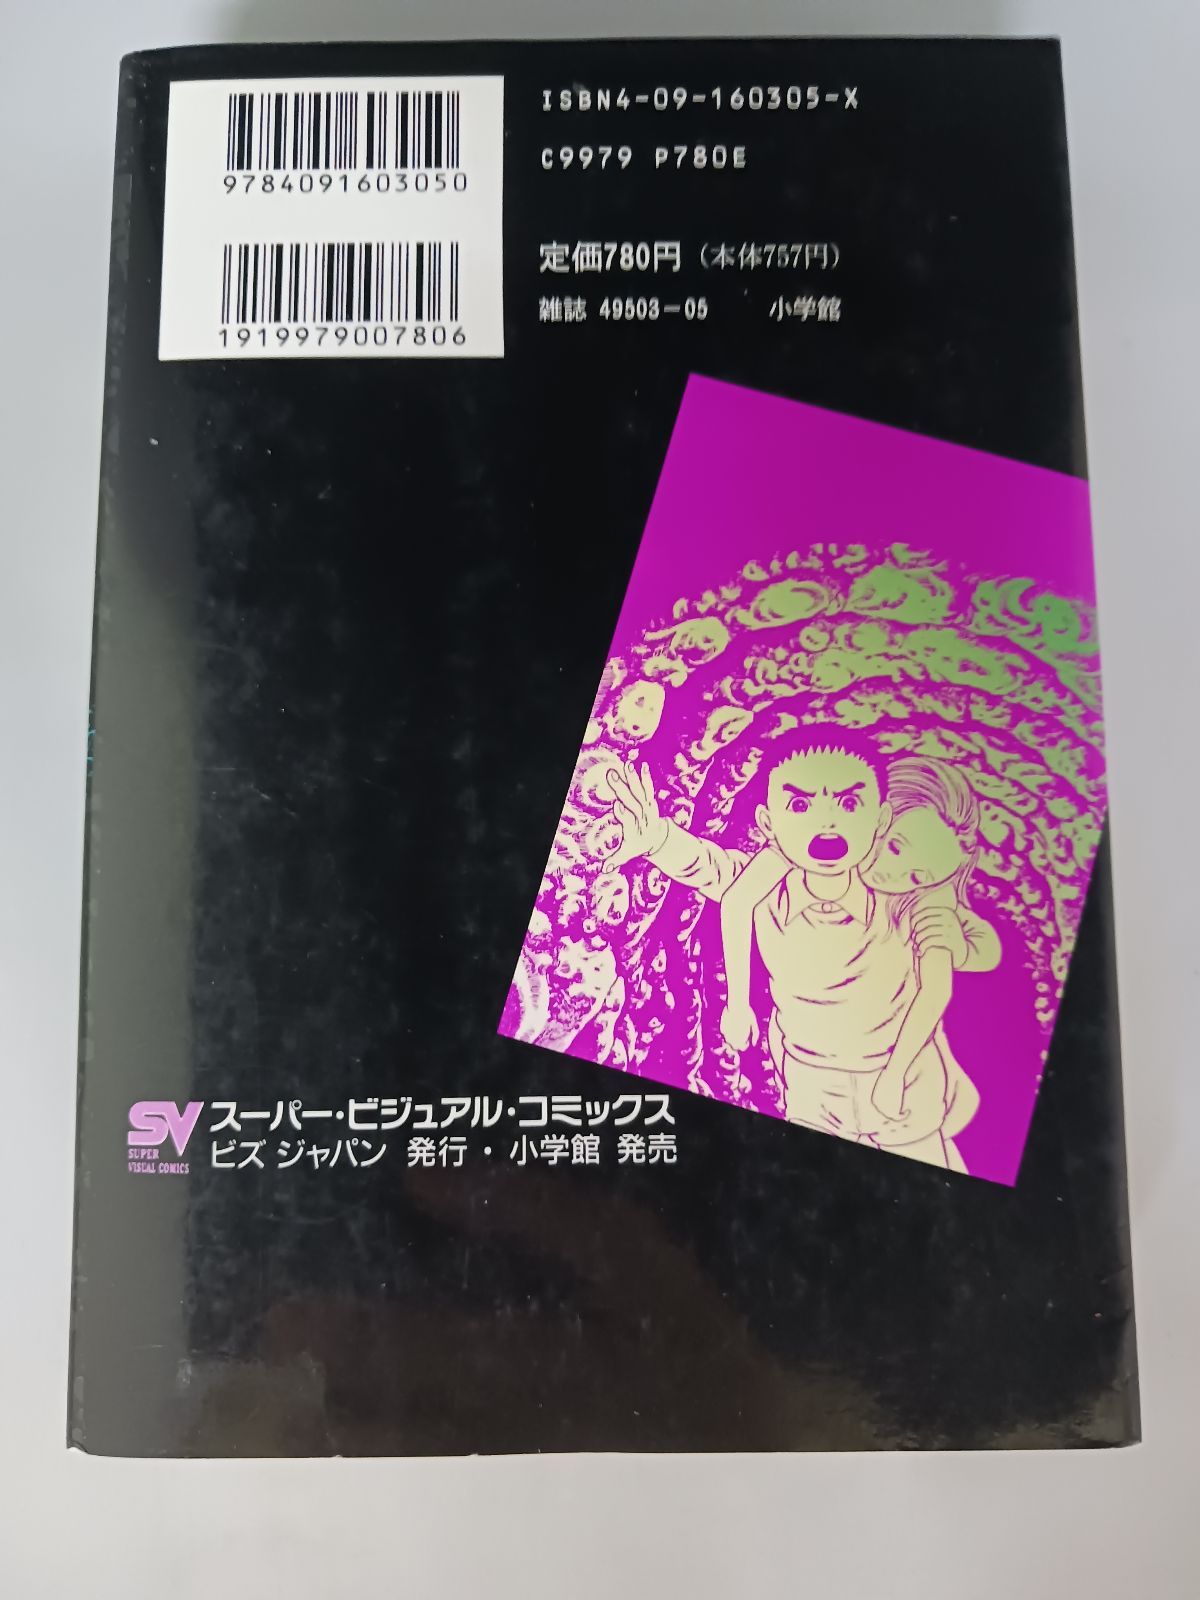 9784091603050
1919979007806
ISBN4-09-160305-X
C9979 P780E
定価780円（本体757円）
雑誌 49503-05 小学館
SV スーパー・ビジュアル・コミックス
SUPER
VISUAL COMICS
ビズ ジャパン 発行・小学館 発売